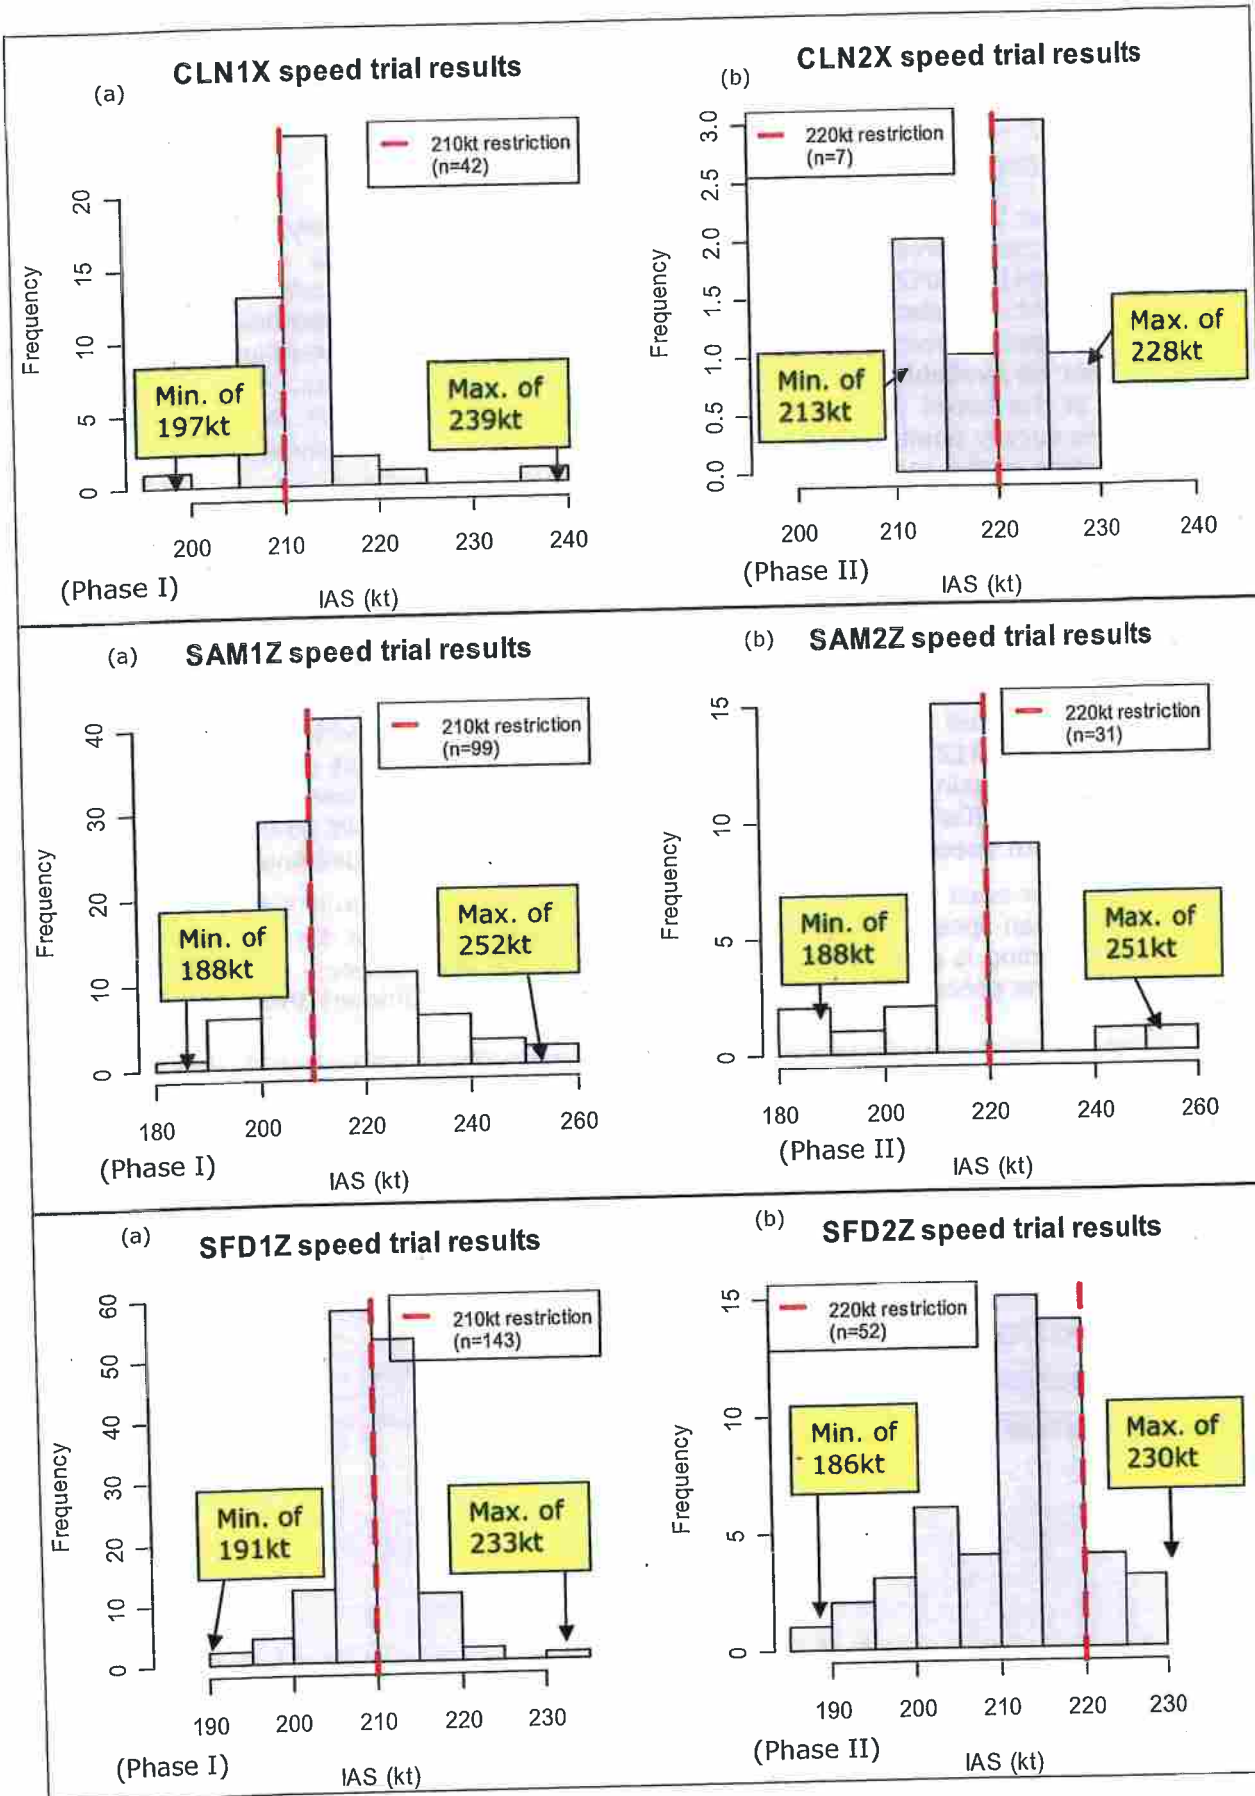 (a)
CLN1X speed trial results
210kt restriction
(n=42)
Frequency
0
5
10
15
20
Min. of
197kt
Max. of
239kt
200
210
220
230
240
(Phase I)
IAS (kt)
(b)
CLN2X speed trial results
220kt restriction
(n=7)
Frequency
0.0
0.5
1.0
1.5
2.0
2.5
3.0
Min. of
213kt
Max. of
228kt
200
210
220
230
240
(Phase II)
IAS (kt)
(a)
SAM1Z speed trial results
210kt restriction
(n=99)
Frequency
0
10
20
30
40
Min. of
188kt
Max. of
252kt
180
200
220
240
260
(Phase I)
IAS (kt)
(b)
SAM2Z speed trial results
220kt restriction
(n=31)
Frequency
0
5
10
15
Min. of
188kt
Max. of
251kt
180
200
220
240
260
(Phase II)
IAS (kt)
(a)
SFD1Z speed trial results
210kt restriction
(n=143)
Frequency
0
10
20
30
40
50
60
Min. of
191kt
Max. of
233kt
190
200
210
220
230
(Phase I)
IAS (kt)
(b)
SFD2Z speed trial results
220kt restriction
(n=52)
Frequency
0
5
10
15
Min. of
186kt
Max. of
230kt
190
200
210
220
230
(Phase II)
IAS (kt)